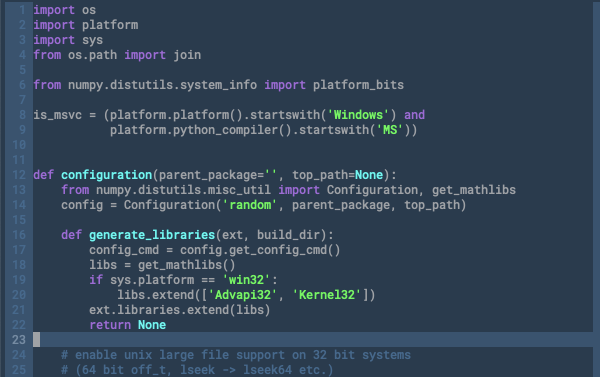 1 import os
2 import platform
3 import sys
4 from os.path import join
5
6 from numpy.distutils.system_info import platform_bits
7
8 is_msvc = (platform.platform().startswith('Windows') and
9            platform.python_compiler().startswith('MS'))
10
11
12 def configuration(parent_package='', top_path=None):
13     from numpy.distutils.misc_util import Configuration, get_mathlibs
14     config = Configuration('random', parent_package, top_path)
15
16     def generate_libraries(ext, build_dir):
17         config_cmd = config.get_config_cmd()
18         libs = get_mathlibs()
19         if sys.platform == 'win32':
20             libs.extend(['Advapi32', 'Kernel32'])
21         ext.libraries.extend(libs)
22         return None
23
24     # enable unix large file support on 32 bit systems
25     # (64 bit off_t, lseek -> lseek64 etc.)